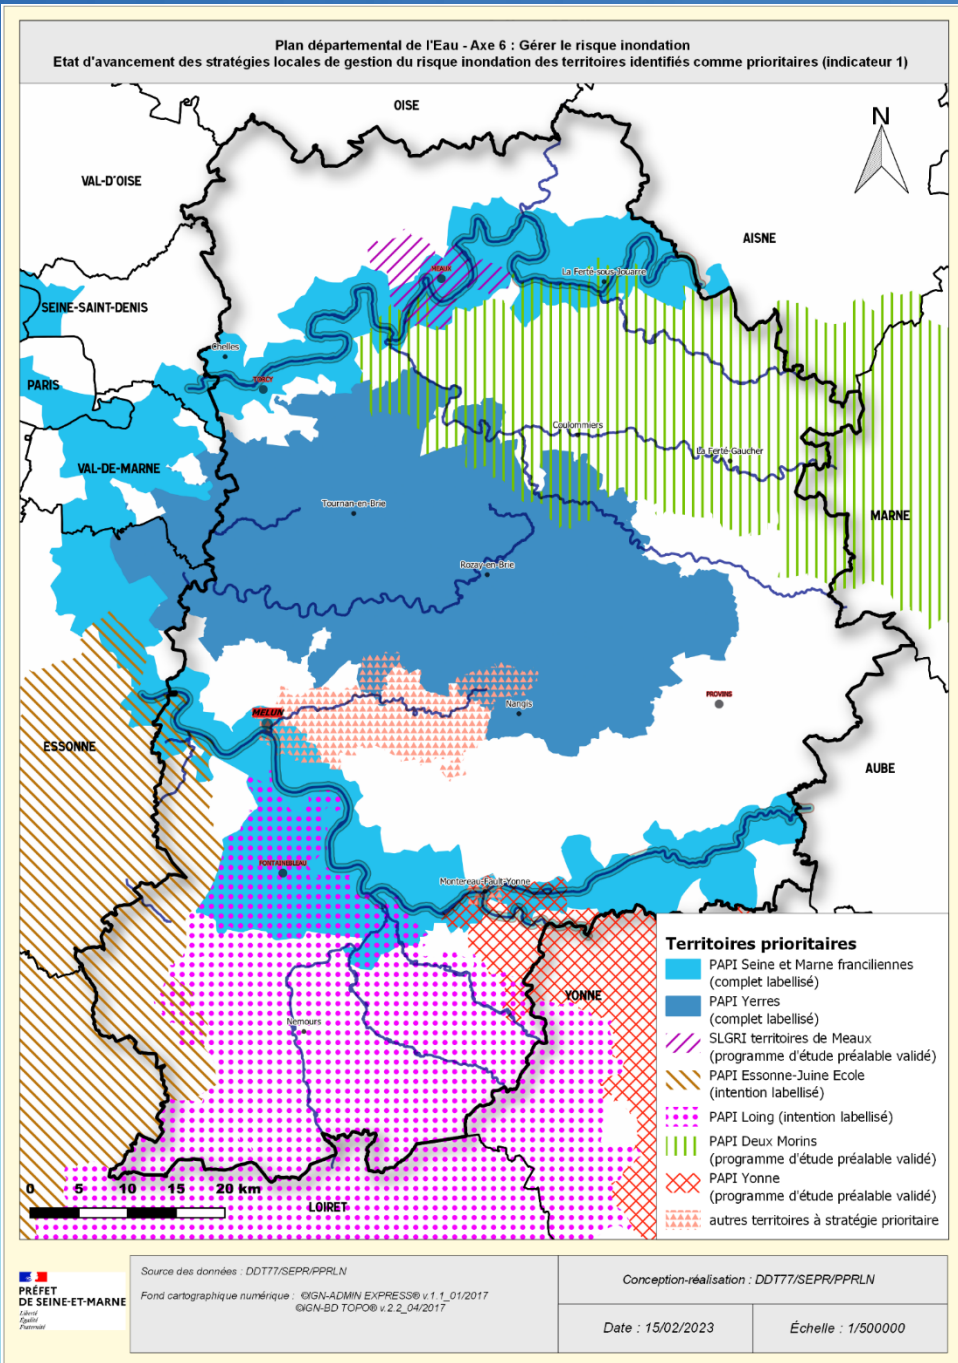 Plan départemental de l'Eau - Axe 6 : Gérer le risque inondation
Etat d'avancement des stratégies locales de gestion du risque inondation des territoires identifiés comme prioritaires (indicateur 1)
OISE
N
VAL-D'OISE
AISNE
MEAUX
La Ferté-sous-Jouarre
SEINE-SAINT-DENIS
Chelles
TORCY
PARIS
Coulommiers
La Ferté-Gaucher
VAL-DE-MARNE
Tournan-en-Brie
MARNE
Rozay-en-Brie
PROVINS
Nangis
MELUN
ESSONNE
AUBE
FONTAINEBLEAU
Montereau-Fault-Yonne
YONNE
Nemours
LOIRET
Territoires prioritaires
PAPI Seine et Marne franciliennes
(complet labellisé)
PAPI Yerres
(complet labellisé)
SLGRI territoires de Meaux
(programme d'étude préalable validé)
PAPI Essonne-Juine Ecole
(intention labellisé)
PAPI Loing (intention labellisé)
PAPI Deux Morins
(programme d'étude préalable validé)
PAPI Yonne
(programme d'étude préalable validé)
autres territoires à stratégie prioritaire
0 5 10 15 20 km
PRÉFET
DE SEINE-ET-MARNE
Liberté
Égalité
Fraternité
Source des données : DDT77/SEPR/PPRLN
Fond cartographique numérique : ©IGN-ADMIN EXPRESS® v.1.1_01/2017
©IGN-BD TOPO® v.2.2_04/2017
Conception-réalisation : DDT77/SEPR/PPRLN
Date : 15/02/2023
Échelle : 1/500000